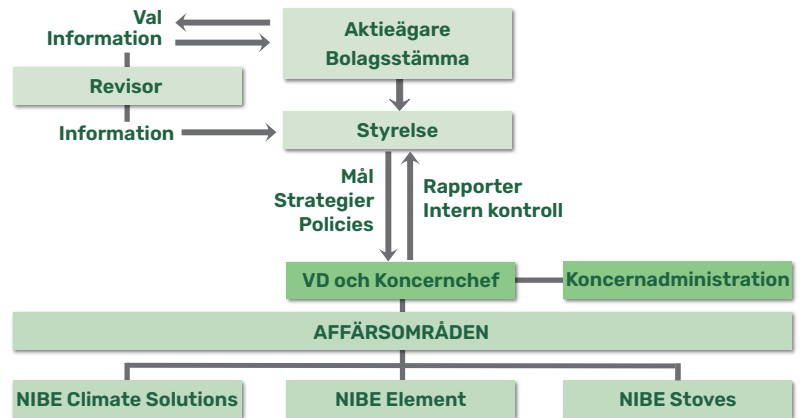 Val
Information
Aktieägare
Bolagsstämma
Revisor
Information
Styrelse
Mål
Strategier
Policies
Rapporter
Intern kontroll
VD och Koncernchef
Koncernadministration
AFFÄRSOMRÅDEN
NIBE Climate Solutions
NIBE Element
NIBE Stoves